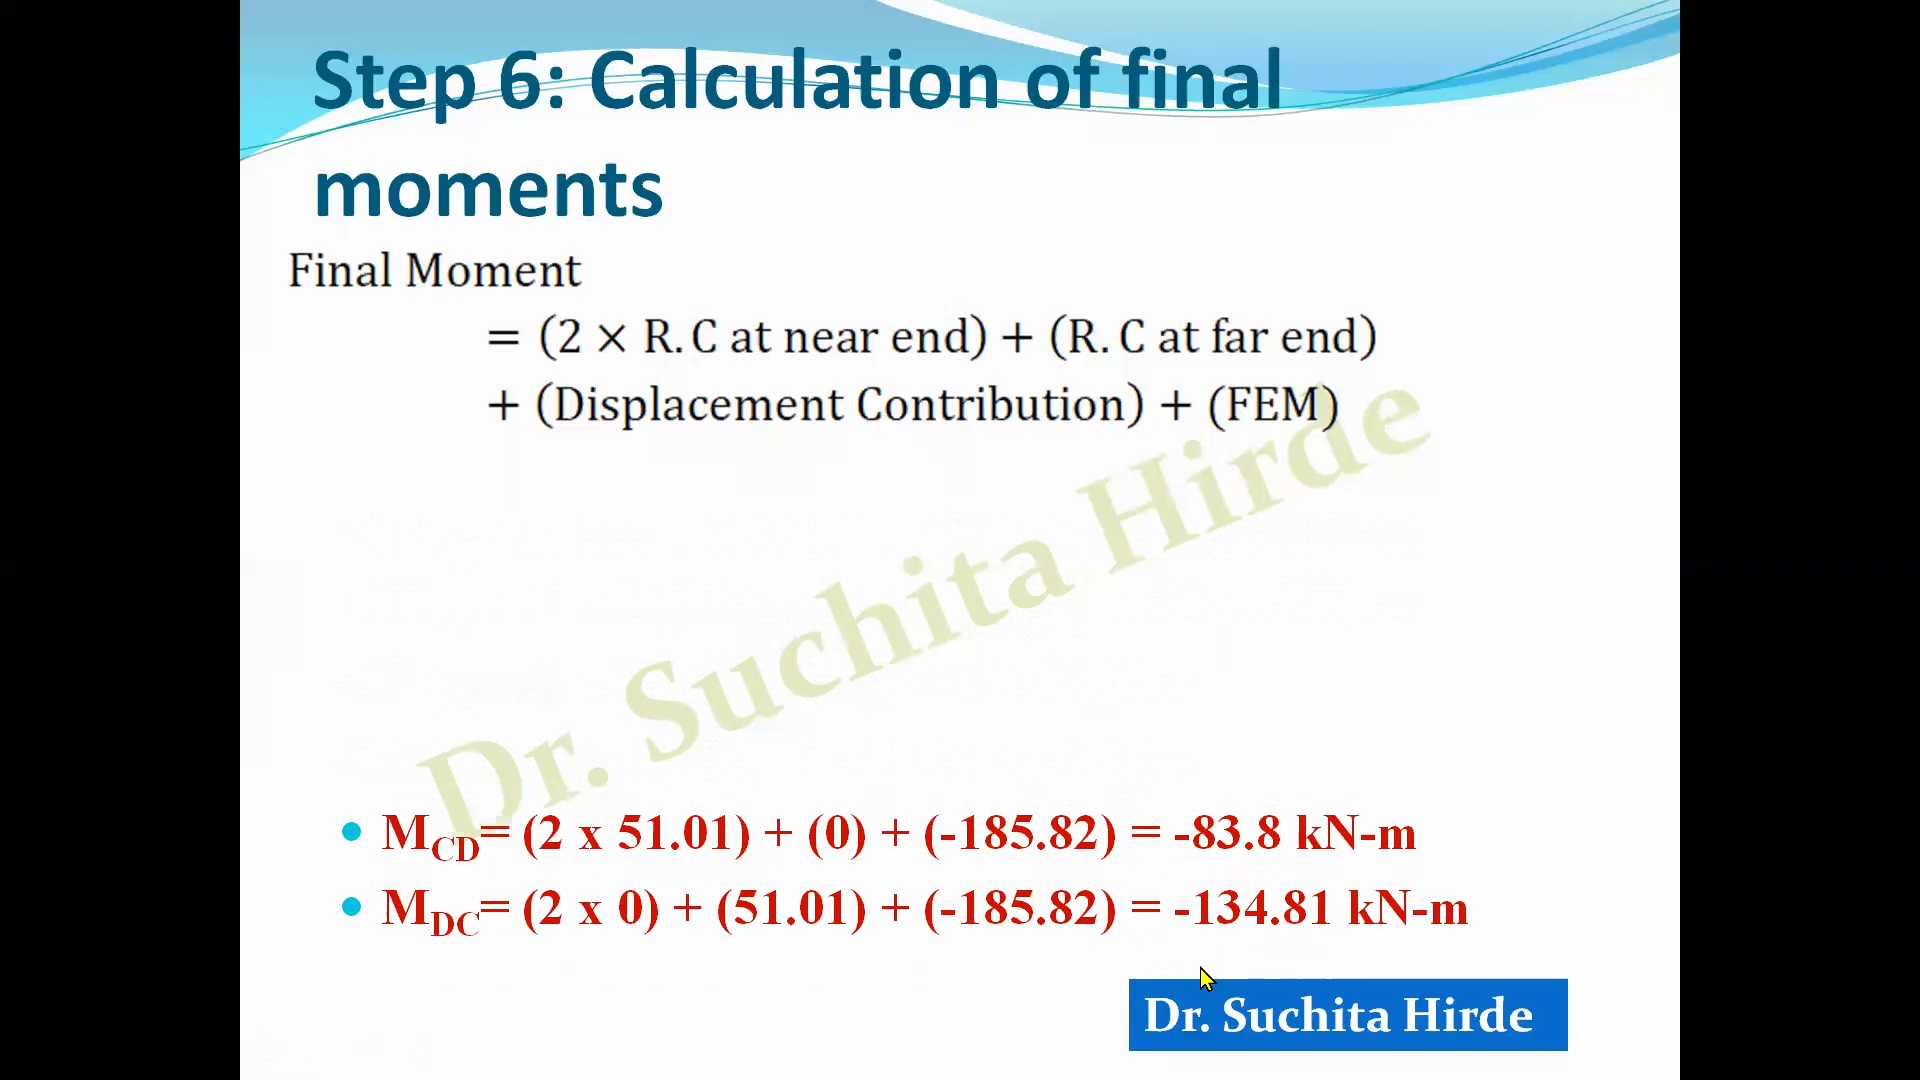 Step 6: Calculation of final
moments
Final Moment
= (2 × R. C at near end) + (R. C at far end)
+ (Displacement Contribution) + (FEM)
Dr. Suchita Hirde
• M_CD= (2 x 51.01) + (0) + (-185.82) = -83.8 kN-m
• M_DC= (2 x 0) + (51.01) + (-185.82) = -134.81 kN-m
Dr. Suchita Hirde